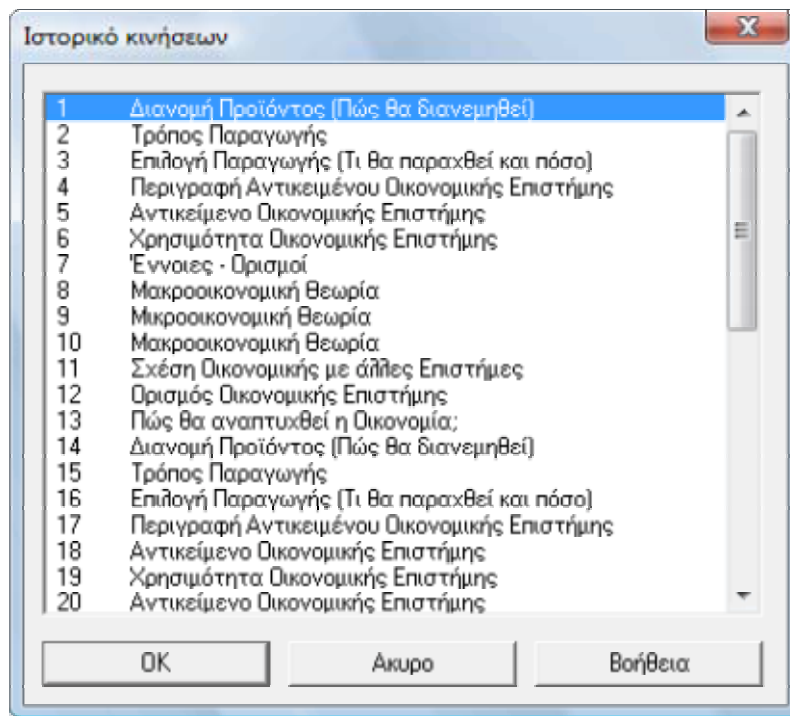 Ιστορικό κινήσεων
1 Διανομή Προϊόντος (Πώς θα διανεμηθεί)
2 Τρόπος Παραγωγής
3 Επιλογή Παραγωγής (Τι θα παραχθεί και πόσο)
4 Περιγραφή Αντικειμένου Οικονομικής Επιστήμης
5 Αντικείμενο Οικονομικής Επιστήμης
6 Χρησιμότητα Οικονομικής Επιστήμης
7 Έννοιες - Ορισμοί
8 Μακροοικονομική Θεωρία
9 Μικροοικονομική Θεωρία
10 Μακροοικονομική Θεωρία
11 Σχέση Οικονομικής με άλλες Επιστήμες
12 Ορισμός Οικονομικής Επιστήμης
13 Πώς θα αναπτυχθεί η Οικονομία;
14 Διανομή Προϊόντος (Πώς θα διανεμηθεί)
15 Τρόπος Παραγωγής
16 Επιλογή Παραγωγής (Τι θα παραχθεί και πόσο)
17 Περιγραφή Αντικειμένου Οικονομικής Επιστήμης
18 Αντικείμενο Οικονομικής Επιστήμης
19 Χρησιμότητα Οικονομικής Επιστήμης
20 Αντικείμενο Οικονομικής Επιστήμης
OK Ακυρο Βοήθεια